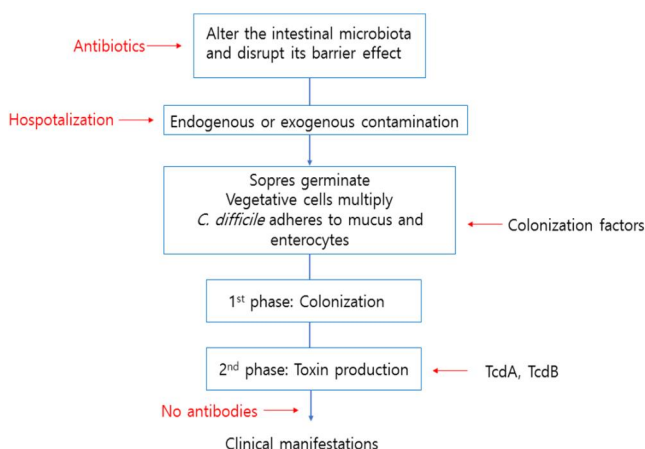 Antibiotics
Alter the intestinal microbiota
and disrupt its barrier effect
Hospotalization
Endogenous or exogenous contamination
Sopres germinate
Vegetative cells multiply
C. difficile adheres to mucus and
enterocytes
Colonization factors
1st phase: Colonization
2nd phase: Toxin production
TcdA, TcdB
No antibodies
Clinical manifestations